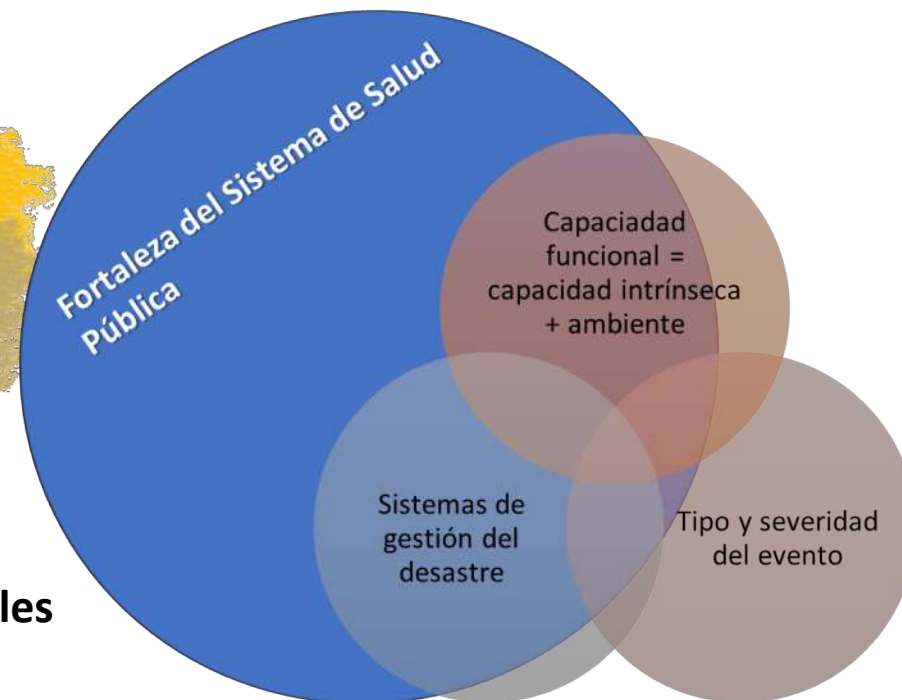 Fortaleza del Sistema de Salud
Pública
Capaciadad
funcional =
capacidad intrínseca
+ ambiente
Sistemas de
gestión del
desastre
Tipo y severidad
del evento
les